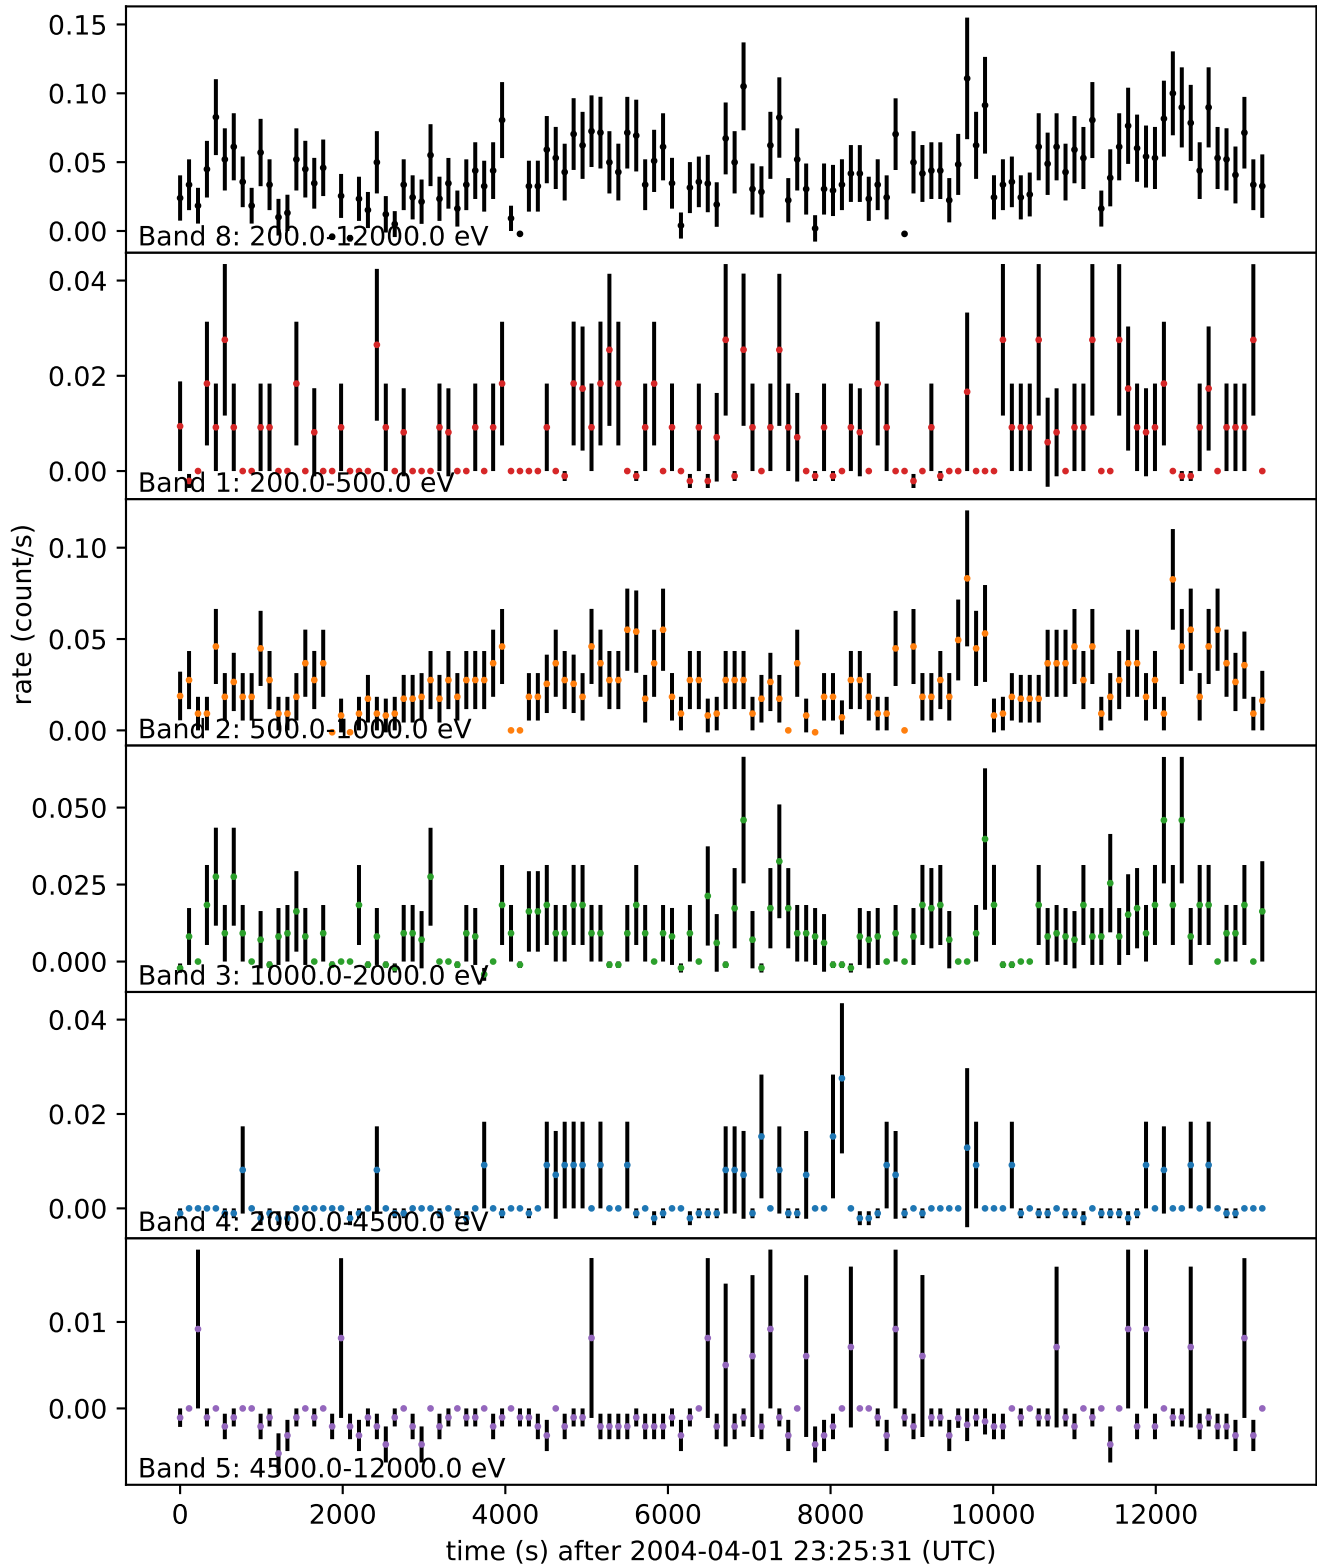 0.15
0.10
0.05
0.00
Band 8: 200.0-12000.0 eV
0.04
0.02
0.00
Band 1: 200.0-500.0 eV
rate (count/s)
0.10
0.05
0.00
Band 2: 500.0-1000.0 eV
0.050
0.025
0.000
Band 3: 1000.0-2000.0 eV
0.04
0.02
0.00
Band 4: 2000.0-4500.0 eV
0.01
0.00
Band 5: 4500.0-12000.0 eV
0 2000 4000 6000 8000 10000 12000
time (s) after 2004-04-01 23:25:31 (UTC)